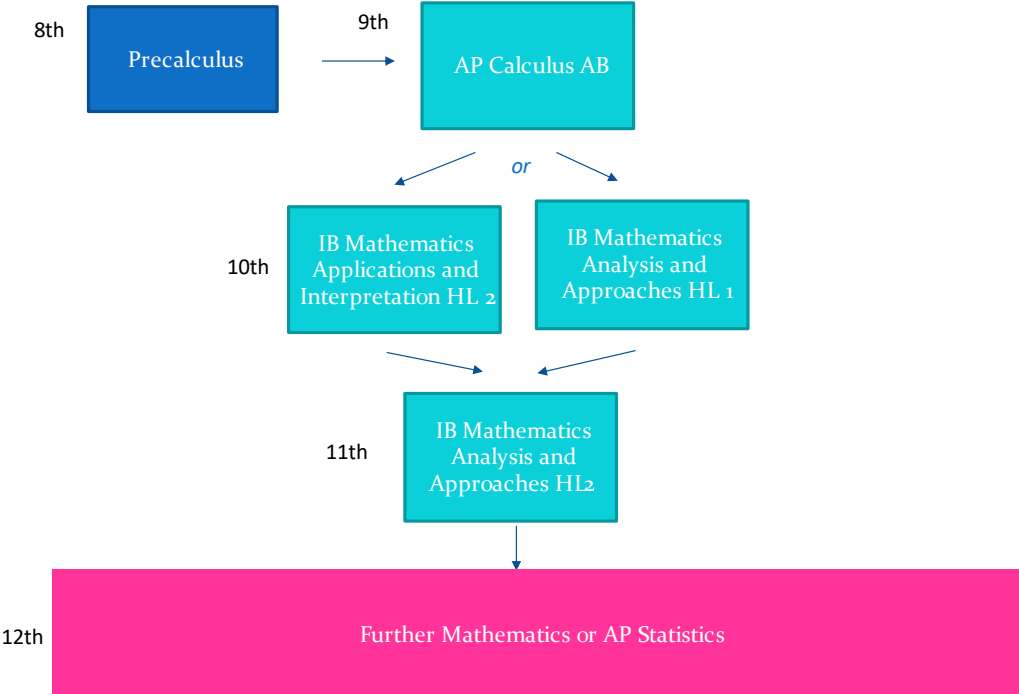 8th
Precalculus
9th
AP Calculus AB
or
10th
IB Mathematics
Applications and
Interpretation HL 2
IB Mathematics
Analysis and
Approaches HL 1
11th
IB Mathematics
Analysis and
Approaches HL2
12th
Further Mathematics or AP Statistics